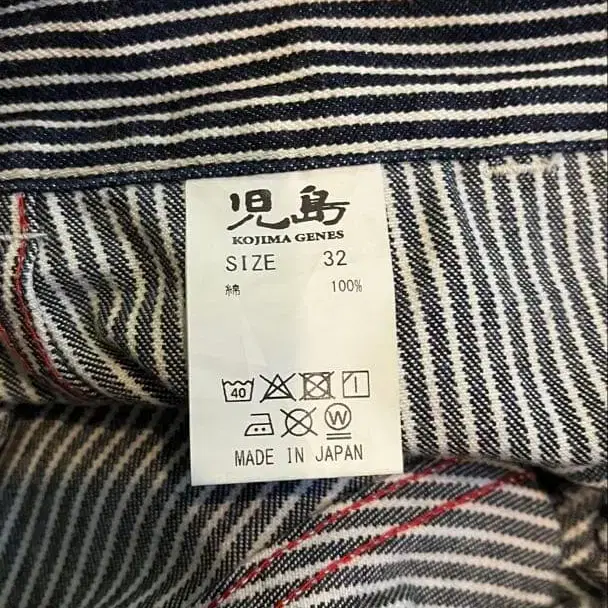 児島
KOJIMA GENES
SIZE 32
綿 100%
40
W
MADE IN JAPAN